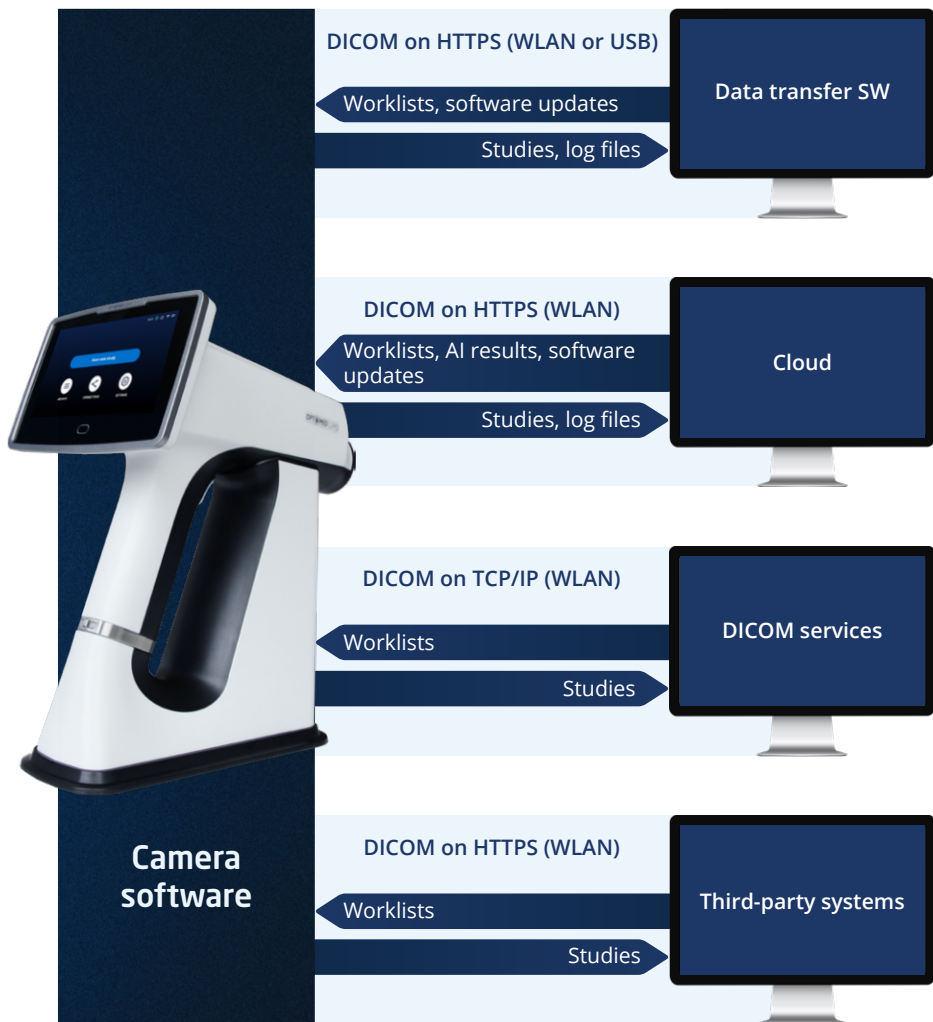 DICOM on HTTPS (WLAN or USB)
Data transfer SW
Worklists, software updates
Studies, log files
DICOM on HTTPS (WLAN)
Worklists, AI results, software
updates
Cloud
Studies, log files
DICOM on TCP/IP (WLAN)
DICOM services
Worklists
Studies
Camera
software
DICOM on HTTPS (WLAN)
Third-party systems
Worklists
Studies